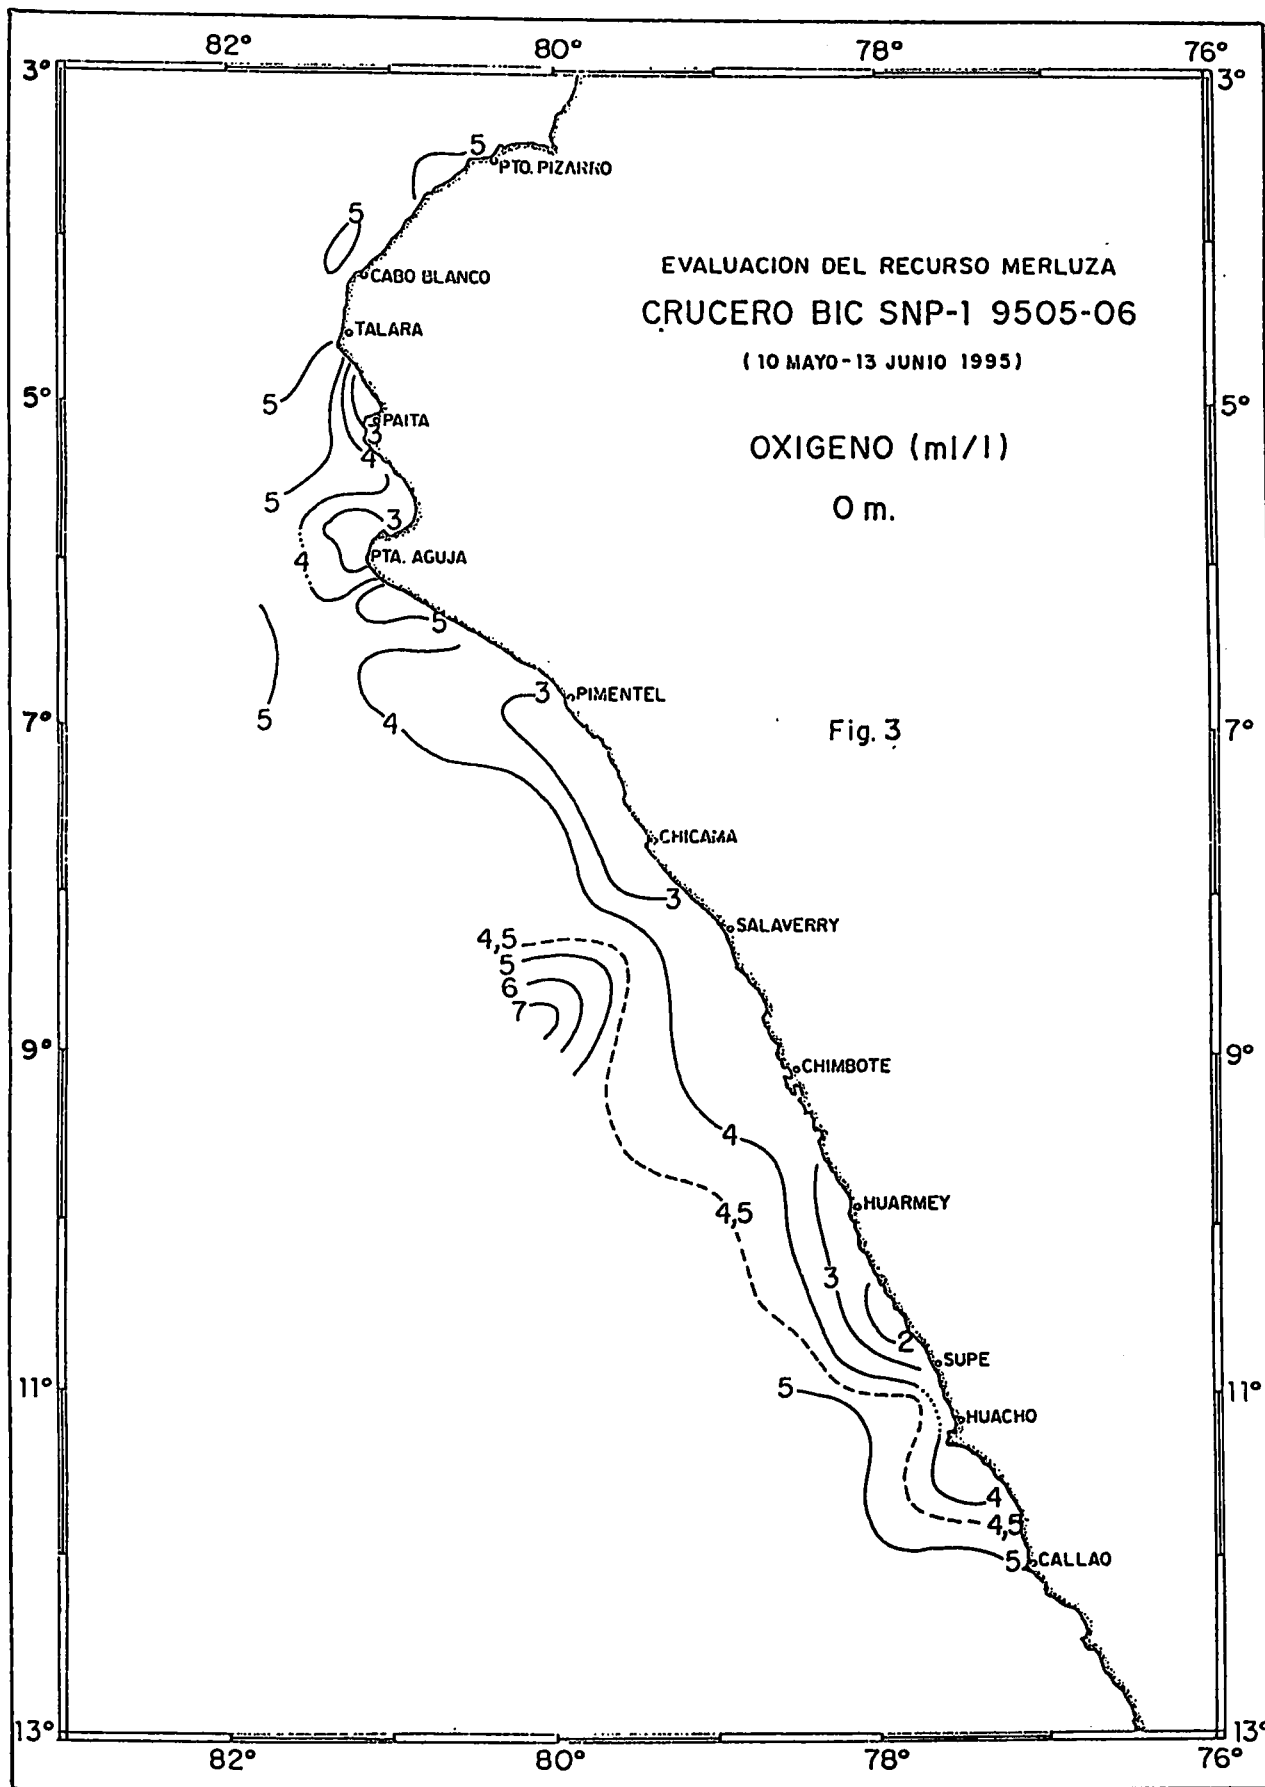 82° 80° 78° 76°
3° 3°
5
PTO. PIZARRO
5
CABO BLANCO
EVALUACION DEL RECURSO MERLUZA
CRUCERO BIC SNP-1 9505-06
TALARA
(10 MAYO-13 JUNIO 1995)
5° 5 5°
PAITA
3
4
OXIGENO (ml/l)
5
0 m.
3
4
PTA. AGUJA
5
3
PIMENTEL
7° 5 4 7°
Fig. 3
CHICAMA
3
SALAVERRY
4,5
5
6
7
9° 9°
CHIMBOTE
4
HUARMEY
4,5
3
2
SUPE
11° 5 11°
HUACHO
4
4,5
5
CALLAO
13° 13°
82° 80° 78° 76°